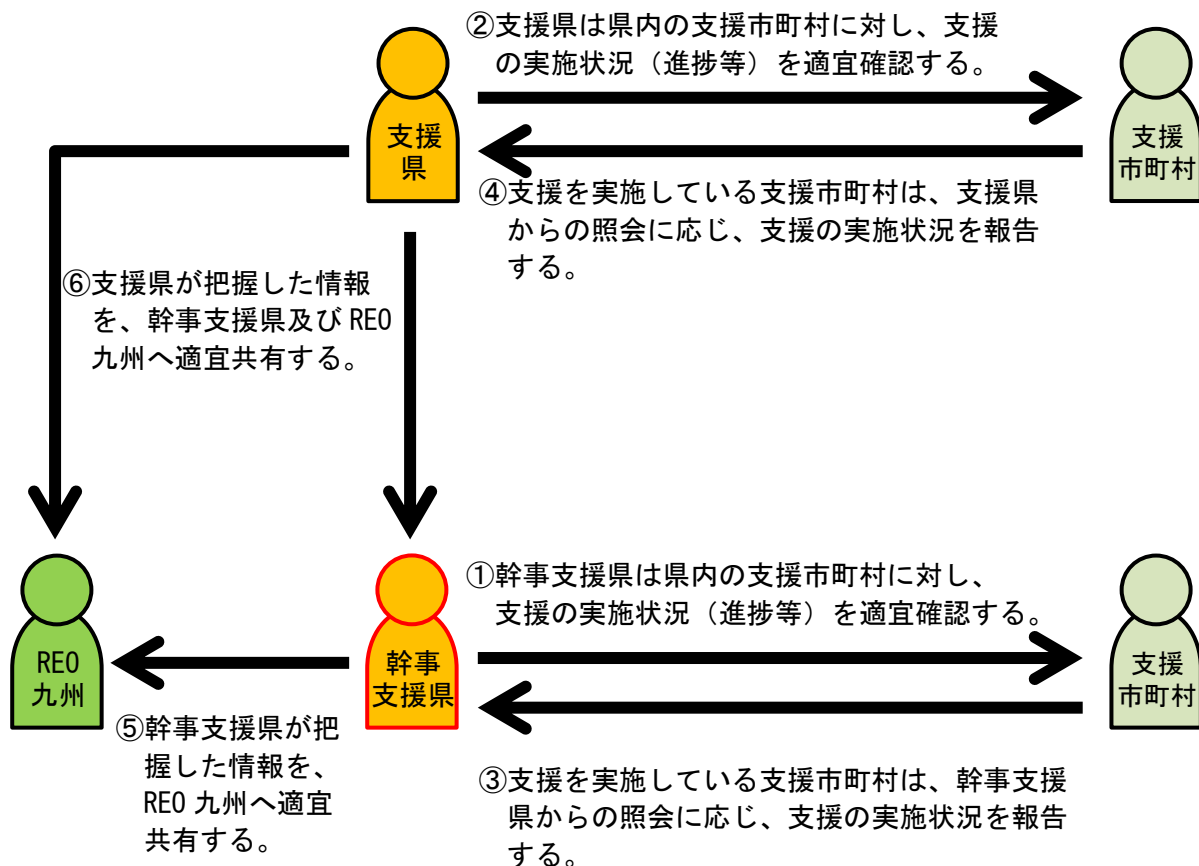 ②支援県は県内の支援市町村に対し、支援
の実施状況（進捗等）を適宜確認する。
支援
県
支援
市町村
④支援を実施している支援市町村は、支援県
からの照会に応じ、支援の実施状況を報告
する。
⑥支援県が把握した情報
を、幹事支援県及び REO
九州へ適宜共有する。
①幹事支援県は県内の支援市町村に対し、
支援の実施状況（進捗等）を適宜確認する。
REO
九州
幹事
支援県
支援
市町村
⑤幹事支援県が把
握した情報を、
REO 九州へ適宜
共有する。
③支援を実施している支援市町村は、幹事支援
県からの照会に応じ、支援の実施状況を報告
する。